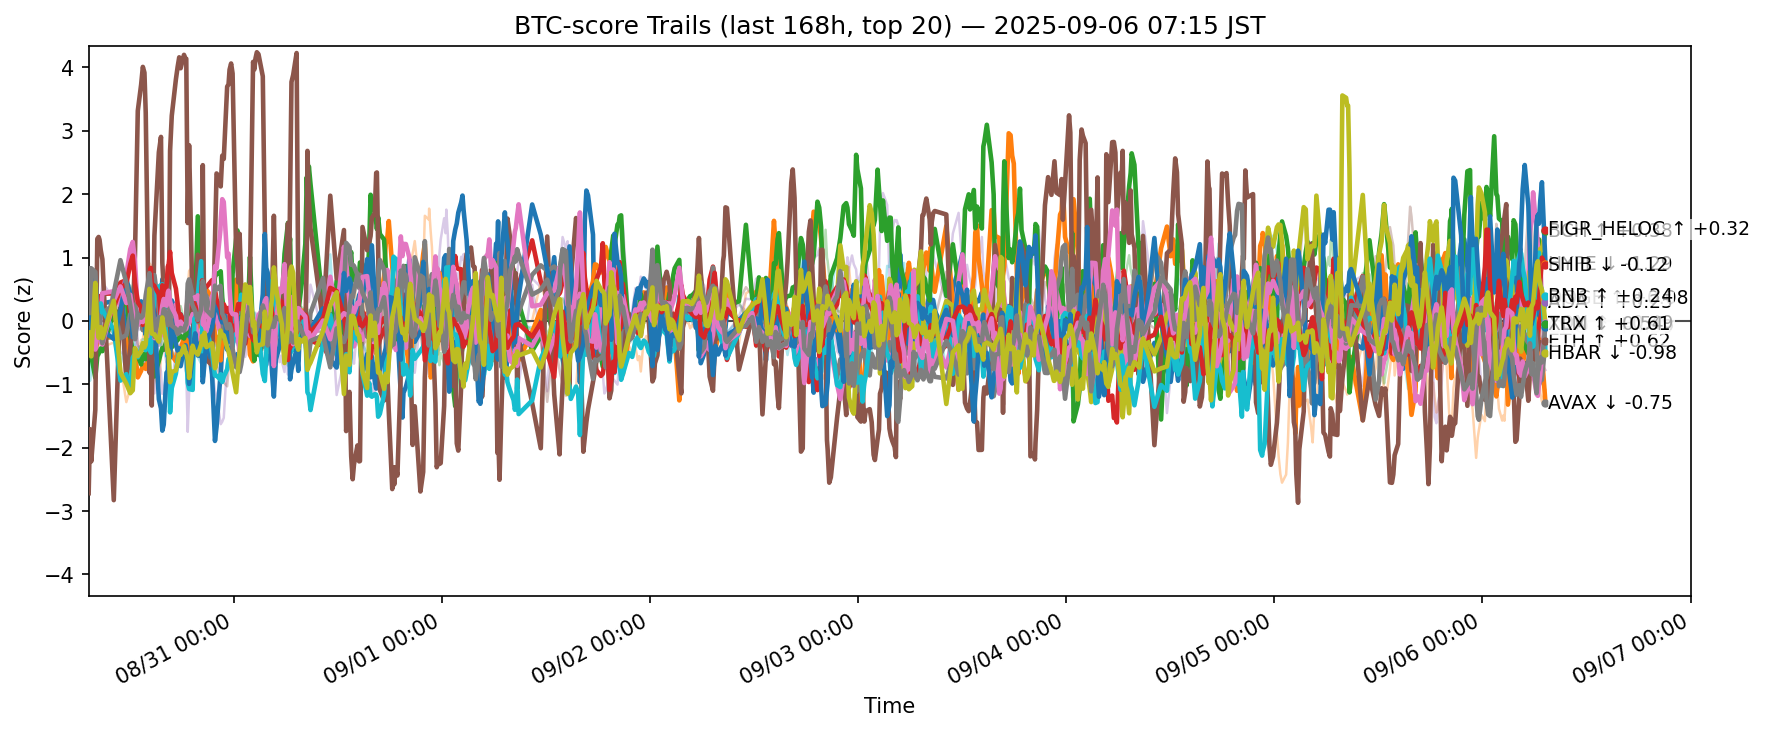 BTC-score Trails (last 168h, top 20) — 2025-09-06 07:15 JST
Score (z)
4
3
2
1
0
−1
−2
−3
−4
FIGR_HELOC ↑ +0.32
SHIB ↓ -0.12
BNB ↑ +0.24
TRX ↑ +0.61
ETH ↑ +0.62
HBAR ↓ -0.98
AVAX ↓ -0.75
08/31 00:00
09/01 00:00
09/02 00:00
09/03 00:00
09/04 00:00
09/05 00:00
09/06 00:00
09/07 00:00
Time